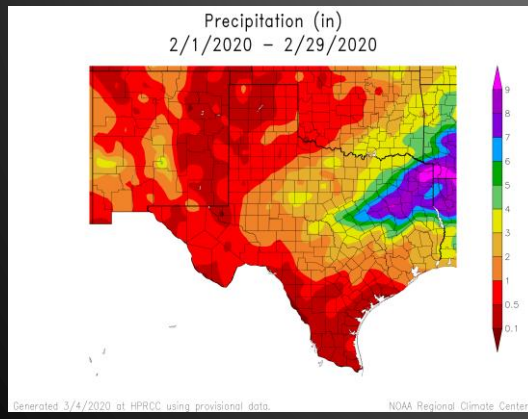 Precipitation (in)
2/1/2020 – 2/29/2020
9
8
7
6
5
4
3
2
1
0.5
0.1
Generated 3/4/2020 at HPRCC using provisional data.
NOAA Regional Climate Center